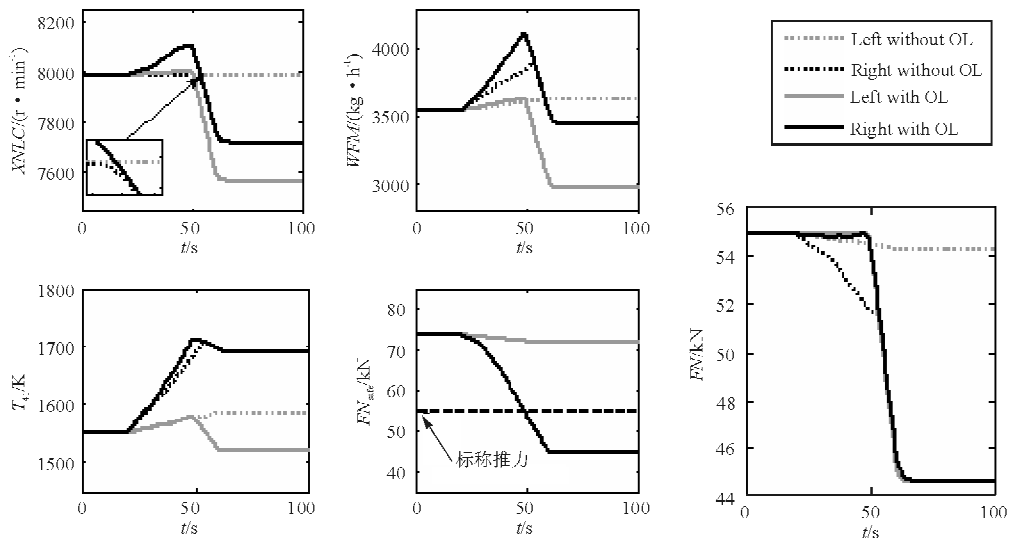 8200
8000
7800
7600
XNLC/(r·min⁻¹)
0
50
100
t/s
4000
3500
3000
WFM/(kg·h⁻¹)
0
50
100
t/s
Left without OL
Right without OL
Left with OL
Right with OL
1800
1700
1600
1500
T₄/K
0
50
100
t/s
80
70
60
50
40
FNsafe/kN
标称推力
0
50
100
t/s
56
54
52
50
48
46
44
FN/kN
0
50
100
t/s